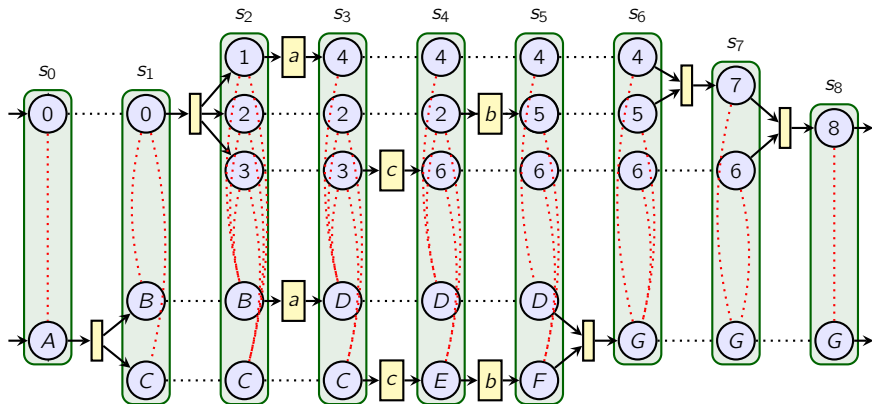 s2 s3 s4 s5 s6
s0 s1 s7 s8
1 a 4 4 4 4
7
0 0 2 2 2 b 5 5 8
3 3 c 6 6 6 6
B B a D D D
A G G G
C C C c E b F